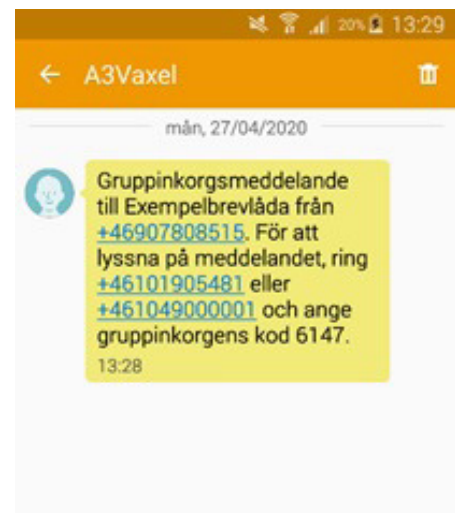 20% 13:29
A3Vaxel
mån, 27/04/2020
Gruppinkorgsmeddelande
till Exempelbrevlåda från
+46907808515. För att
lyssna på meddelandet, ring
+46101905481 eller
+461049000001 och ange
gruppinkorgens kod 6147.
13:28